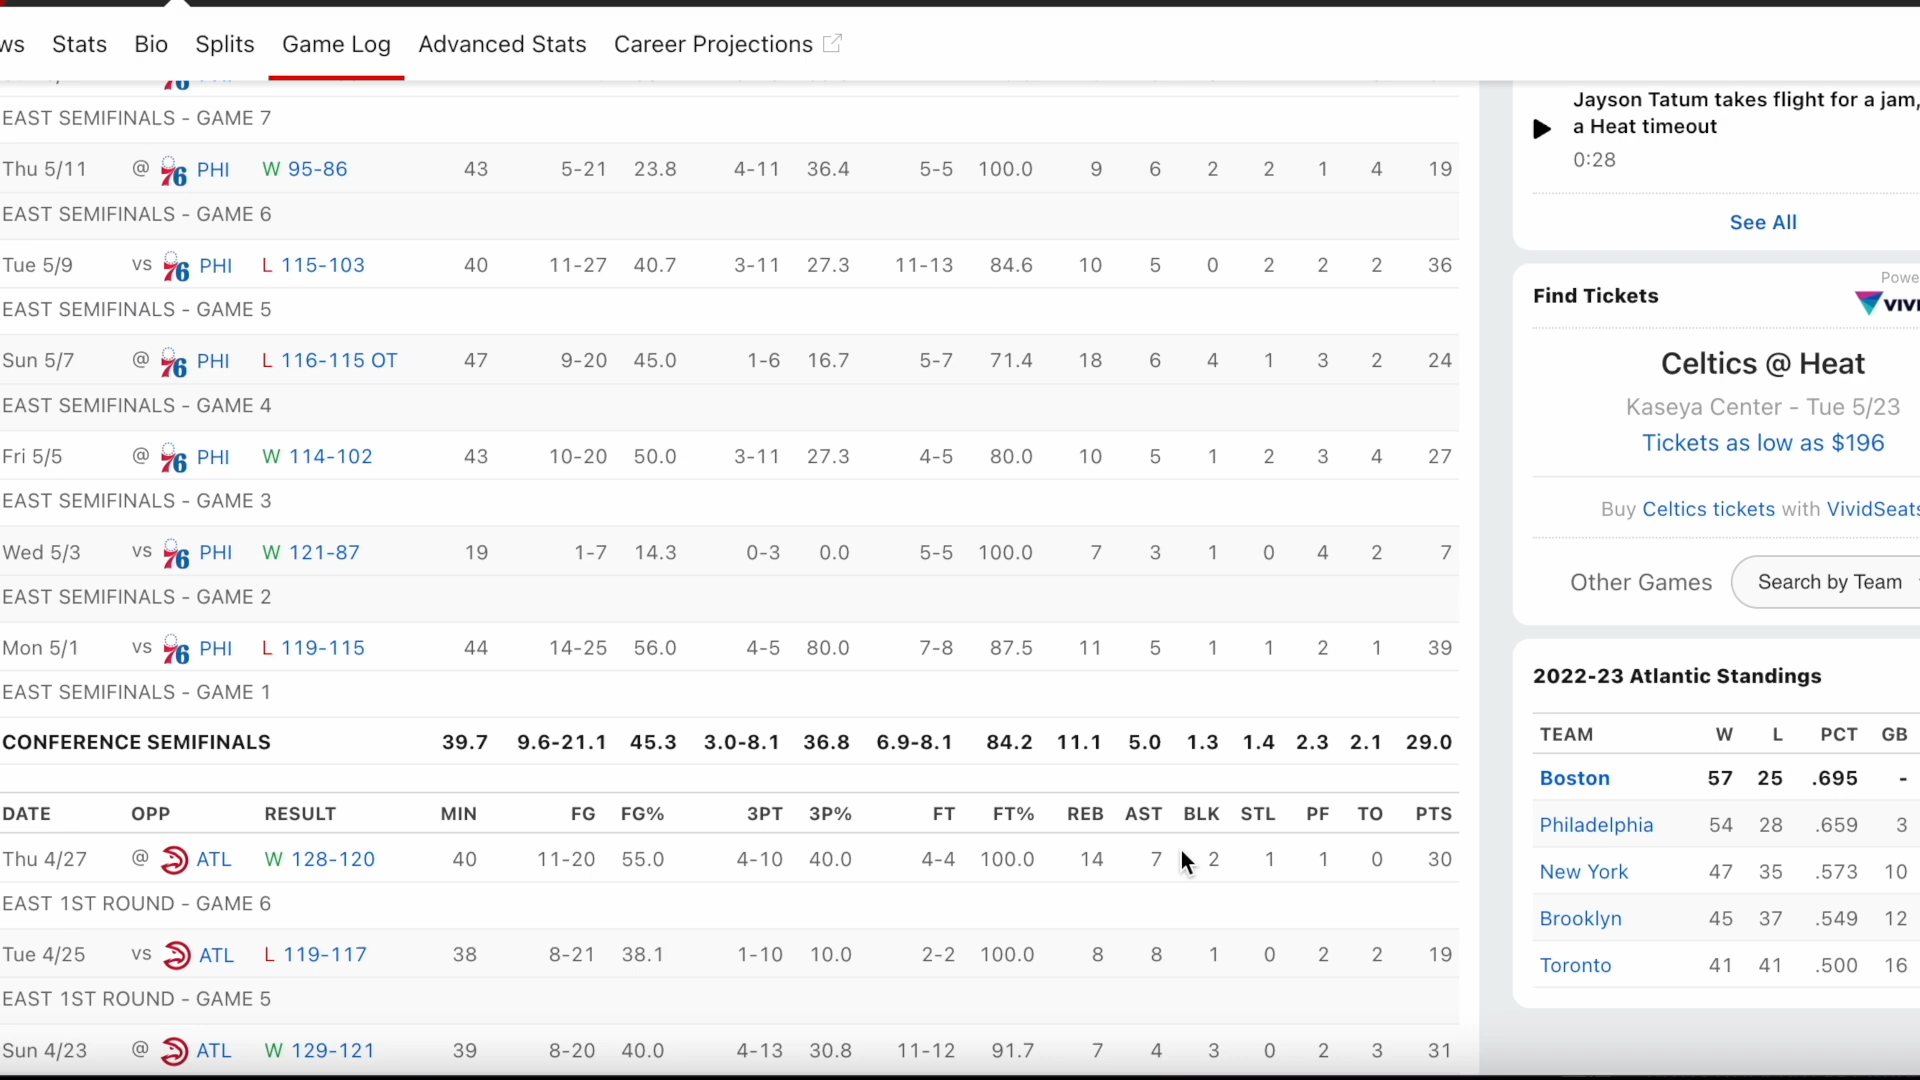 ws Stats Bio Splits Game Log Advanced Stats Career Projections
EAST SEMIFINALS - GAME 7
Thu 5/11 @ 76 PHI W 95-86 43 5-21 23.8 4-11 36.4 5-5 100.0 9 6 2 2 1 4 19
EAST SEMIFINALS - GAME 6
Tue 5/9 vs 76 PHI L 115-103 40 11-27 40.7 3-11 27.3 11-13 84.6 10 5 0 2 2 2 36
EAST SEMIFINALS - GAME 5
Sun 5/7 @ 76 PHI L 116-115 OT 47 9-20 45.0 1-6 16.7 5-7 71.4 18 6 4 1 3 2 24
EAST SEMIFINALS - GAME 4
Fri 5/5 @ 76 PHI W 114-102 43 10-20 50.0 3-11 27.3 4-5 80.0 10 5 1 2 3 4 27
EAST SEMIFINALS - GAME 3
Wed 5/3 vs 76 PHI W 121-87 19 1-7 14.3 0-3 0.0 5-5 100.0 7 3 1 0 4 2 7
EAST SEMIFINALS - GAME 2
Mon 5/1 vs 76 PHI L 119-115 44 14-25 56.0 4-5 80.0 7-8 87.5 11 5 1 1 2 1 39
EAST SEMIFINALS - GAME 1
CONFERENCE SEMIFINALS 39.7 9.6-21.1 45.3 3.0-8.1 36.8 6.9-8.1 84.2 11.1 5.0 1.3 1.4 2.3 2.1 29.0
DATE OPP RESULT MIN FG FG% 3PT 3P% FT FT% REB AST BLK STL PF TO PTS
Thu 4/27 @ ATL W 128-120 40 11-20 55.0 4-10 40.0 4-4 100.0 14 7 2 1 1 0 30
EAST 1ST ROUND - GAME 6
Tue 4/25 vs ATL L 119-117 38 8-21 38.1 1-10 10.0 2-2 100.0 8 8 1 0 2 2 19
EAST 1ST ROUND - GAME 5
Sun 4/23 @ ATL W 129-121 39 8-20 40.0 4-13 30.8 11-12 91.7 7 4 3 0 2 3 31
Jayson Tatum takes flight for a jam,
a Heat timeout
0:28
See All
Powe
Find Tickets VIVI
Celtics @ Heat
Kaseya Center - Tue 5/23
Tickets as low as $196
Buy Celtics tickets with VividSeats
Other Games Search by Team
2022-23 Atlantic Standings
TEAM W L PCT GB
Boston 57 25 .695 -
Philadelphia 54 28 .659 3
New York 47 35 .573 10
Brooklyn 45 37 .549 12
Toronto 41 41 .500 16